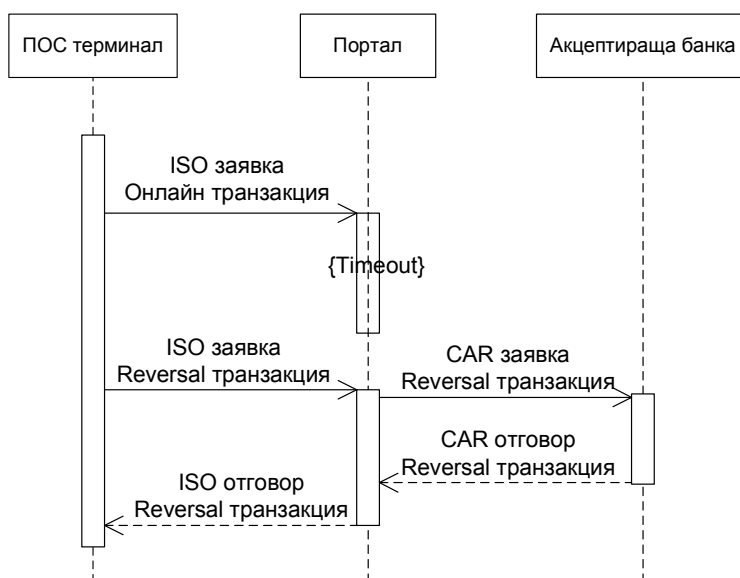 ПОС терминал
Портал
Акцептираща банка
ISO заявка
Онлайн транзакция
{Timeout}
ISO заявка
Reversal транзакция
CAR заявка
Reversal транзакция
CAR отговор
Reversal транзакция
ISO отговор
Reversal транзакция